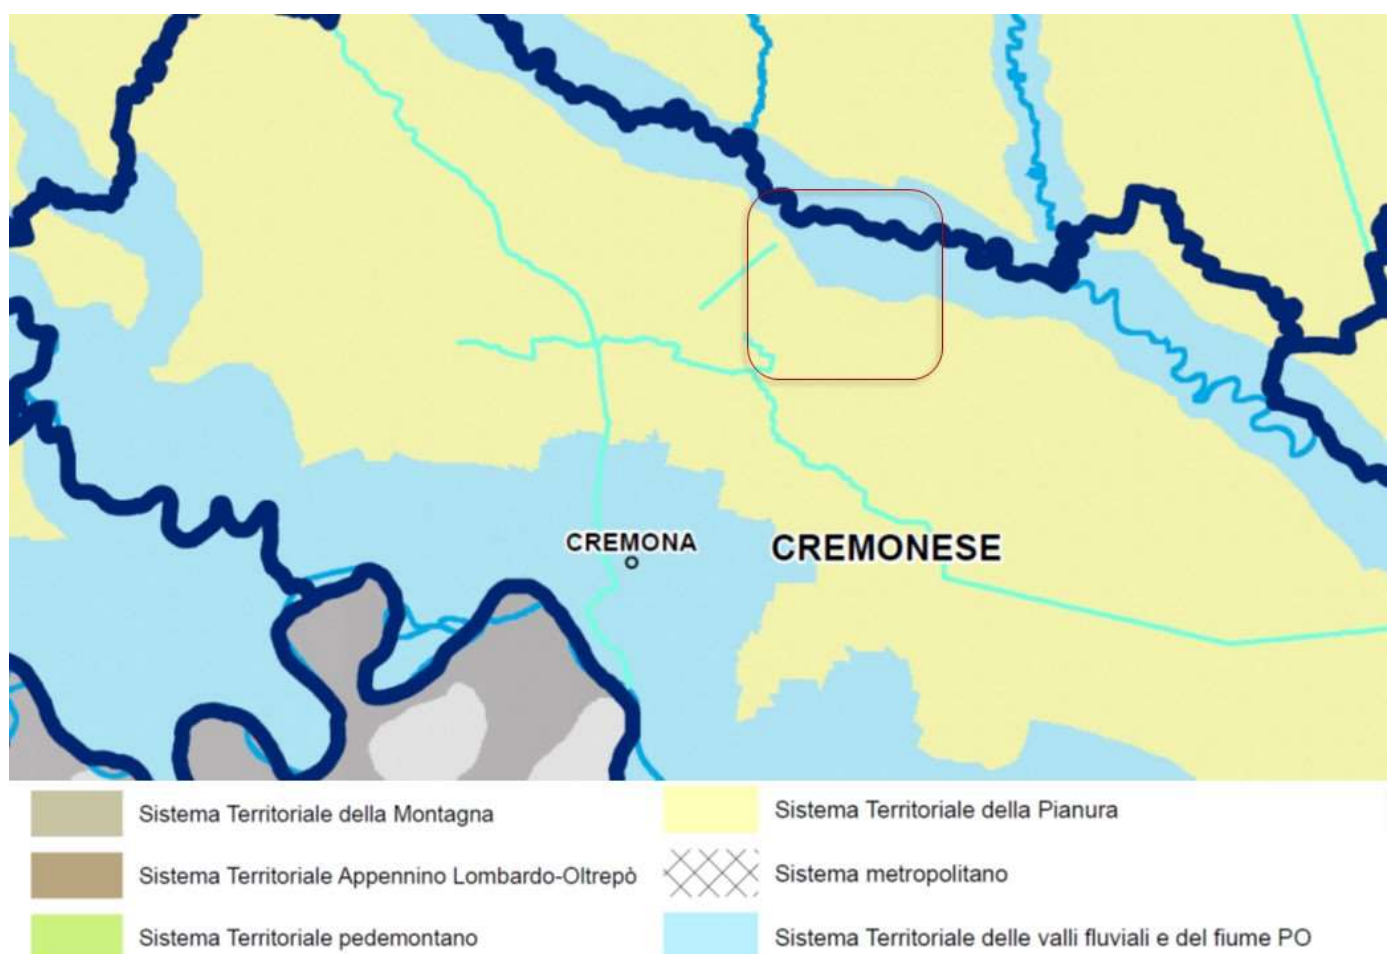 CREMONA
CREMONESE
Sistema Territoriale della Montagna
Sistema Territoriale Appennino Lombardo-Oltrepò
Sistema Territoriale pedemontano
Sistema Territoriale della Pianura
Sistema metropolitano
Sistema Territoriale delle valli fluviali e del fiume PO